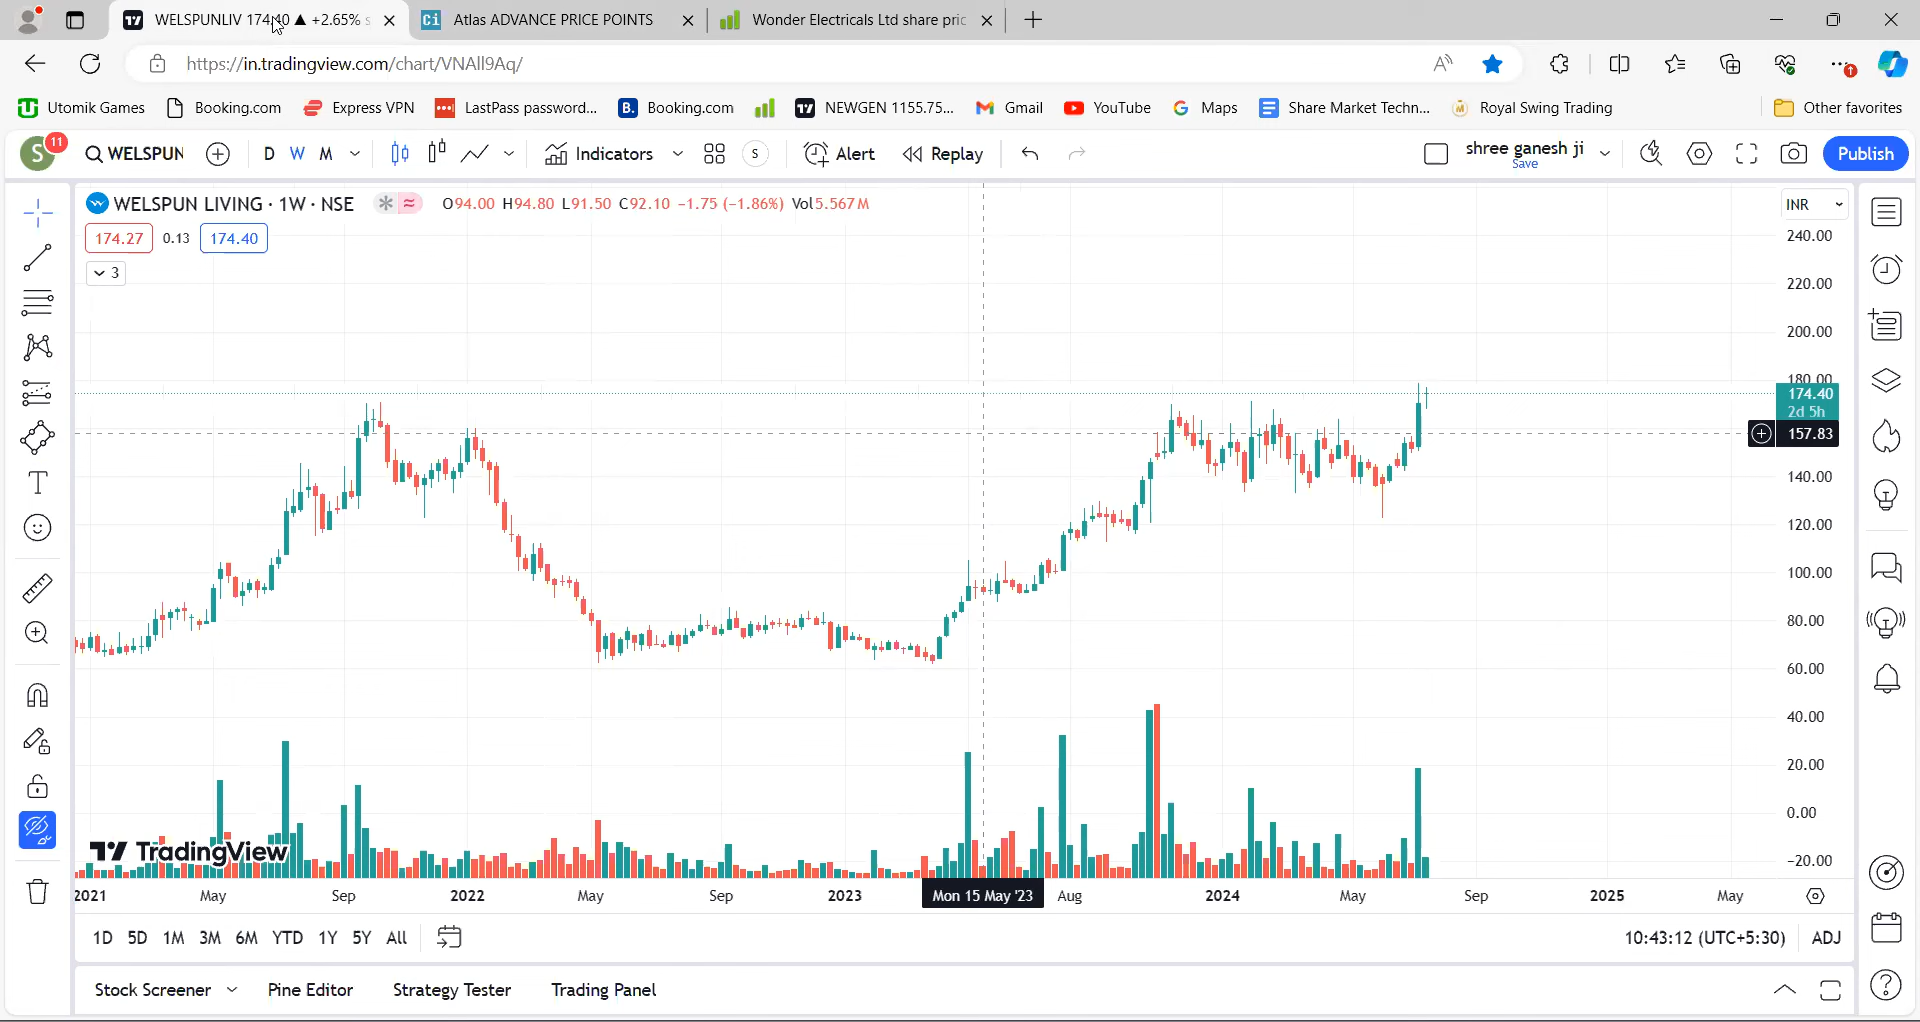 WELSPUNLIV 174.40 ▲ +2.65% s
Atlas ADVANCE PRICE POINTS
Wonder Electricals Ltd share pric
https://in.tradingview.com/chart/VNAll9Aq/
Utomik Games
Booking.com
Express VPN
LastPass password...
B. Booking.com
NEWGEN 1155.75...
Gmail
YouTube
Maps
Share Market Techn...
Royal Swing Trading
Other favorites
S 11
WELSPUN
D W M
Indicators
S
Alert
Replay
shree ganesh ji
Save
Publish
WELSPUN LIVING · 1W · NSE
O94.00 H94.80 L91.50 C92.10 −1.75 (−1.86%) Vol5.567M
INR
174.27 0.13 174.40
3
240.00
220.00
200.00
180.00
174.40
2d 5h
157.83
140.00
120.00
100.00
80.00
60.00
40.00
20.00
0.00
−20.00
TradingView
2021 May Sep 2022 May Sep 2023 Mon 15 May '23 Aug 2024 May Sep 2025 May
1D 5D 1M 3M 6M YTD 1Y 5Y All
10:43:12 (UTC+5:30) ADJ
Stock Screener Pine Editor Strategy Tester Trading Panel